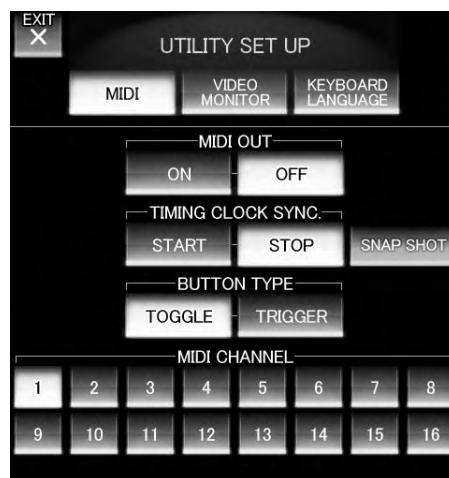 EXIT
×
UTILITY SET UP
MIDI
VIDEO
MONITOR
KEYBOARD
LANGUAGE
MIDI OUT
ON
OFF
TIMING CLOCK SYNC.
START
STOP
SNAP SHOT
BUTTON TYPE
TOGGLE
TRIGGER
MIDI CHANNEL
1 2 3 4 5 6 7 8
9 10 11 12 13 14 15 16